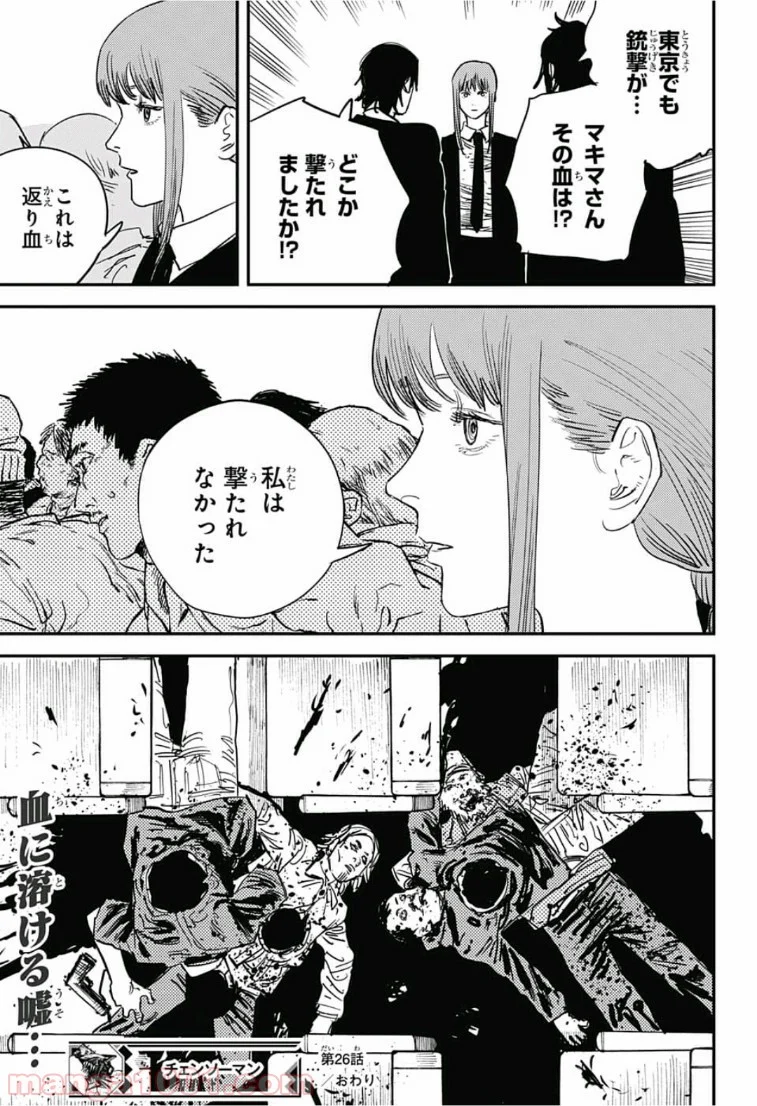 東京でも
銃撃が…
マキマさん
その血は!?
どこか
撃たれ
ましたか!?
これは
返り血
私は
撃たれ
なかった
血に溶ける嘘…
チェンソーマン
第26話
おわり